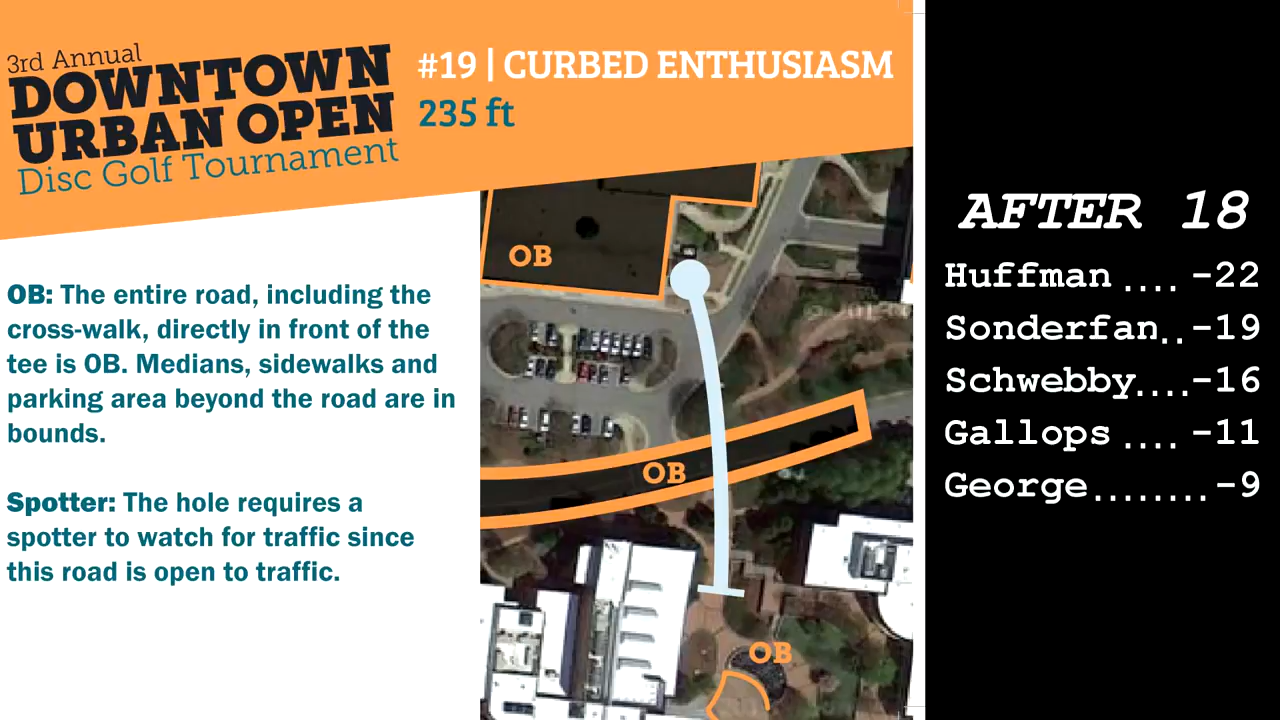 3rd Annual
DOWNTOWN
URBAN OPEN
Disc Golf Tournament
#19 | CURBED ENTHUSIASM
235 ft
OB: The entire road, including the
cross-walk, directly in front of the
tee is OB. Medians, sidewalks and
parking area beyond the road are in
bounds.
Spotter: The hole requires a
spotter to watch for traffic since
this road is open to traffic.
OB
OB
OB
AFTER 18
Huffman .... -22
Sonderfan..-19
Schwebby....-16
Gallops .... -11
George........-9